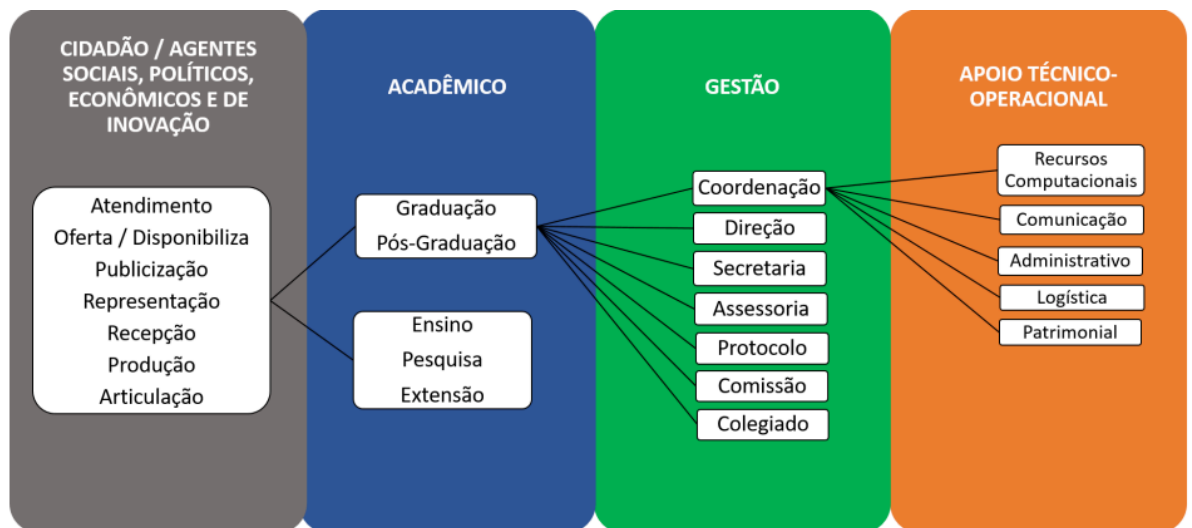 CIDADÃO / AGENTES
SOCIAIS, POLÍTICOS,
ECONÔMICOS E DE
INOVAÇÃO
Atendimento
Oferta / Disponibiliza
Publicização
Representação
Recepção
Produção
Articulação
ACADÊMICO
Graduação
Pós-Graduação
Ensino
Pesquisa
Extensão
GESTÃO
Coordenação
Direção
Secretaria
Assessoria
Protocolo
Comissão
Colegiado
APOIO TÉCNICO-
OPERACIONAL
Recursos
Computacionais
Comunicação
Administrativo
Logística
Patrimonial